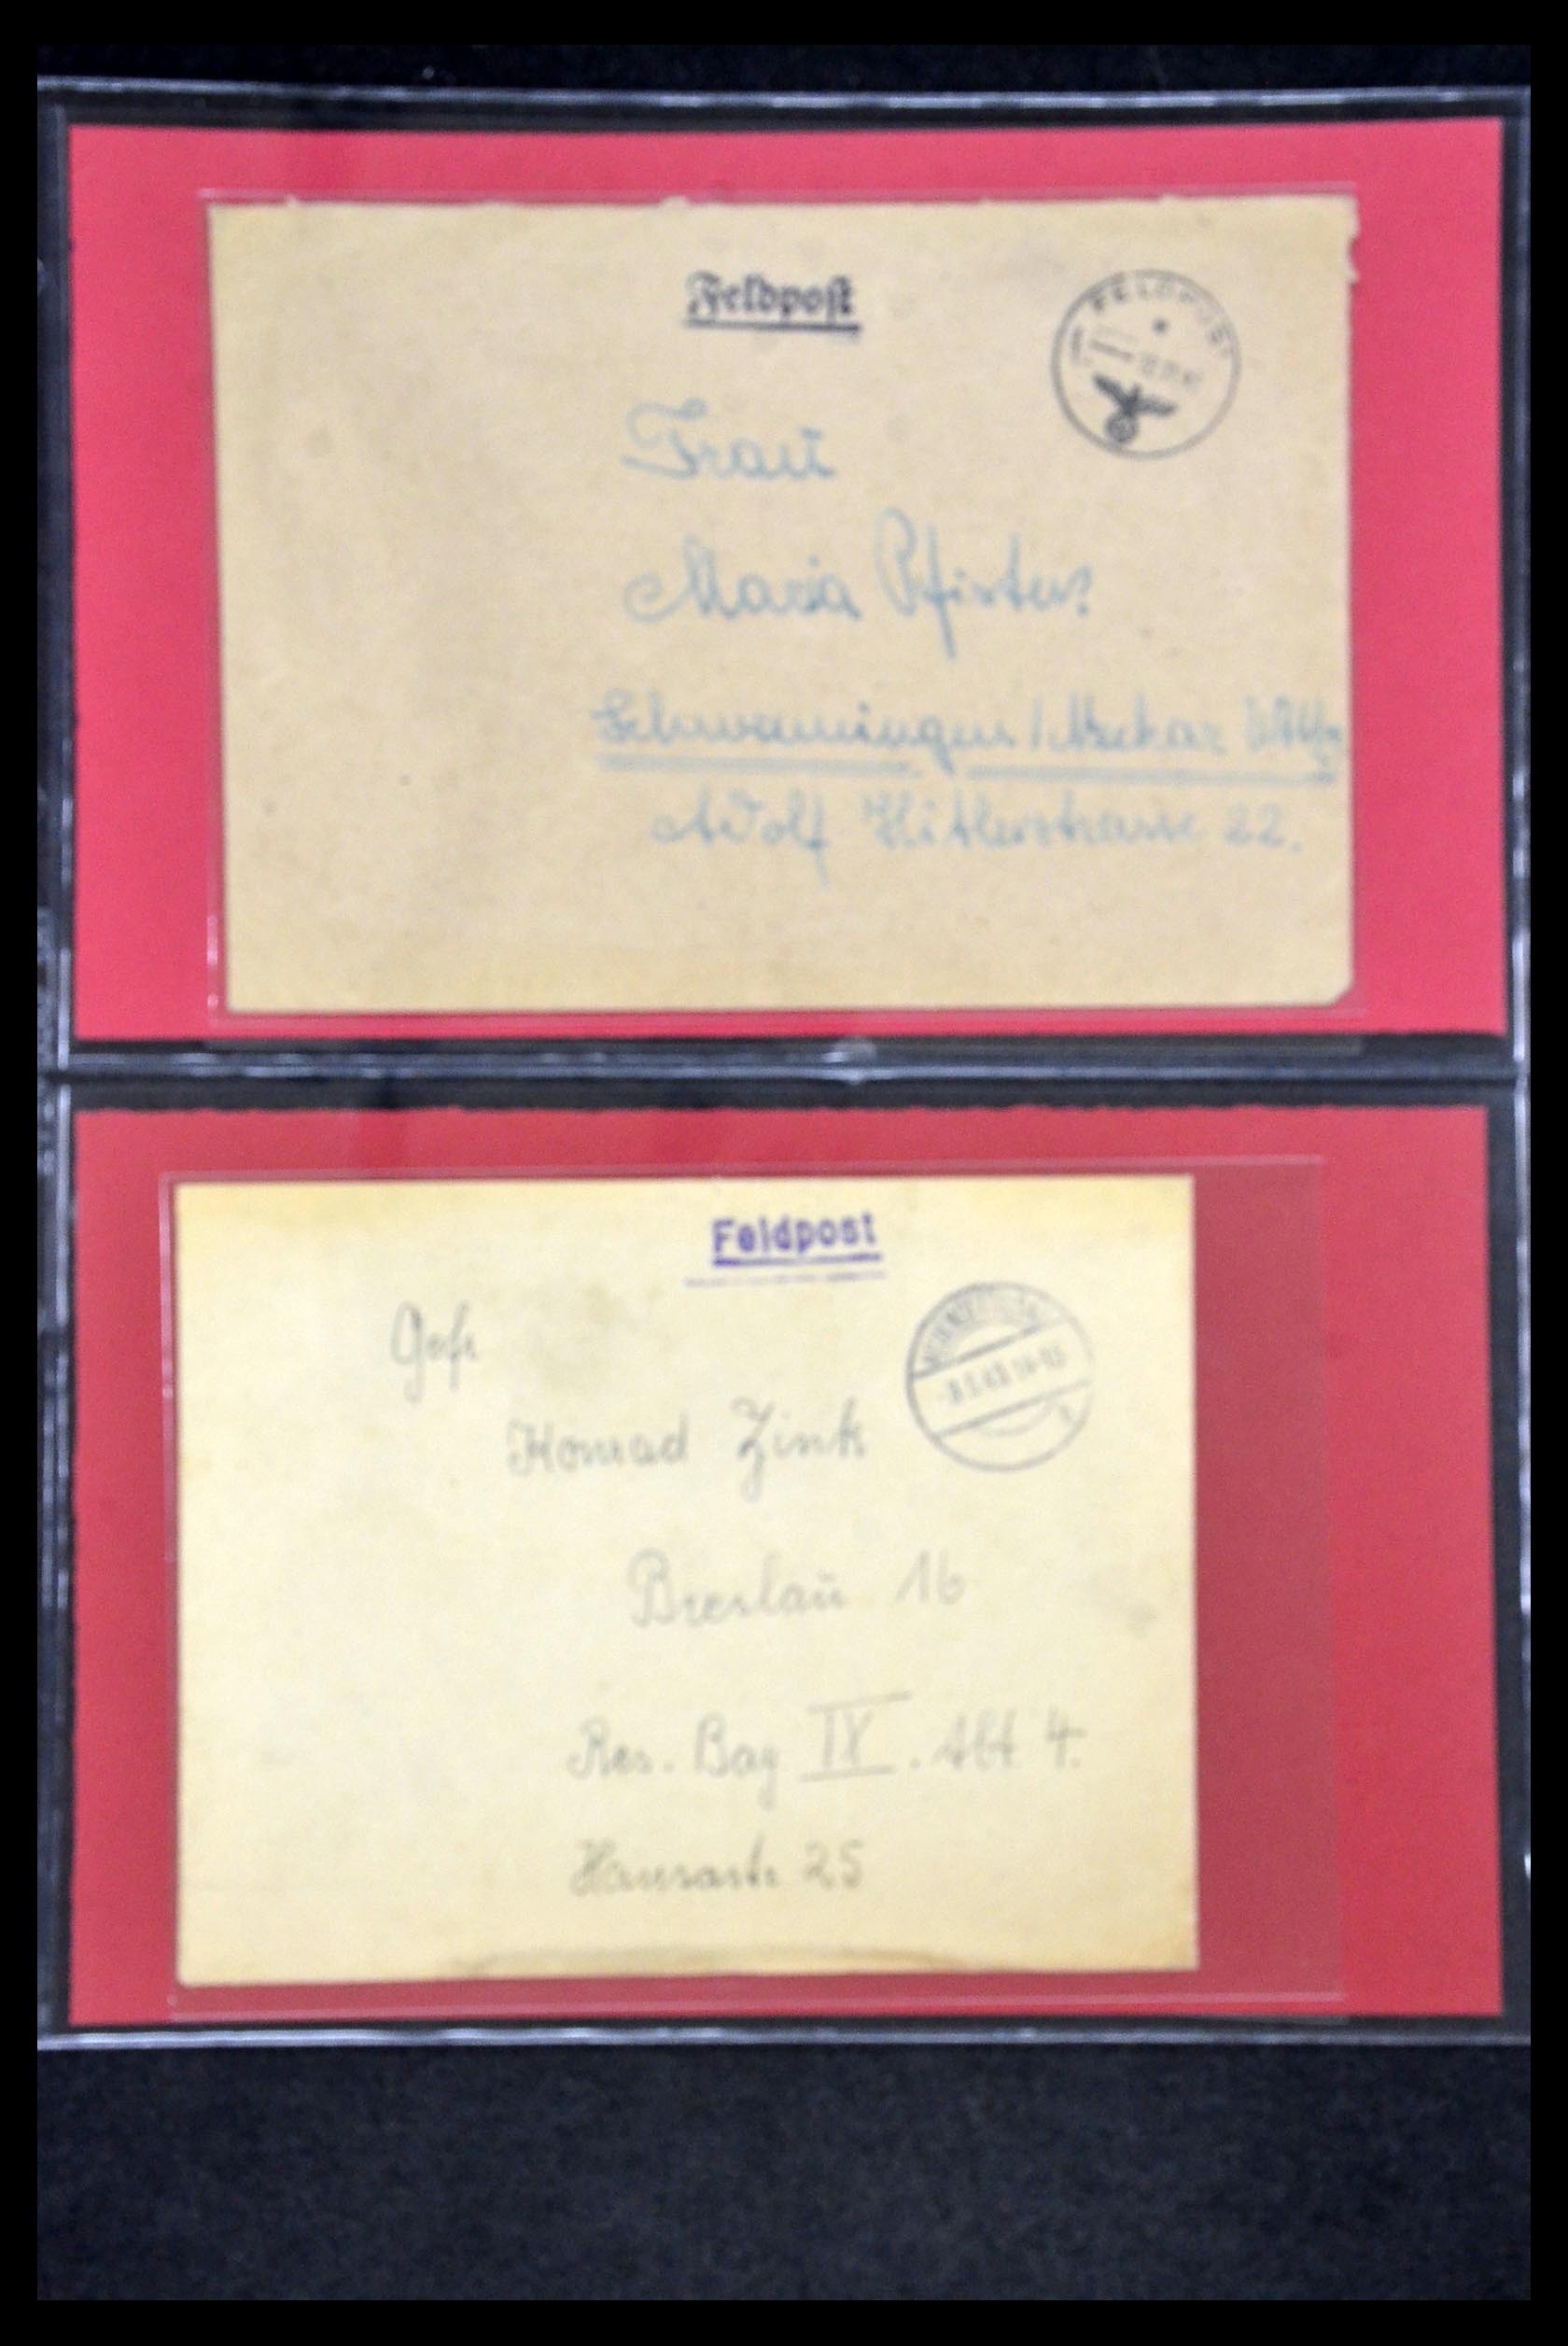 Feldpost
FELDPOST
Frau
Maria Pfister
Schwenningen / Neckar
Adolf Hitlerstrasse 22.
Feldpost
Gefr
Konrad Zink
Breslau 16
Res. Laz IX. Abt 4.
Hansastr 25